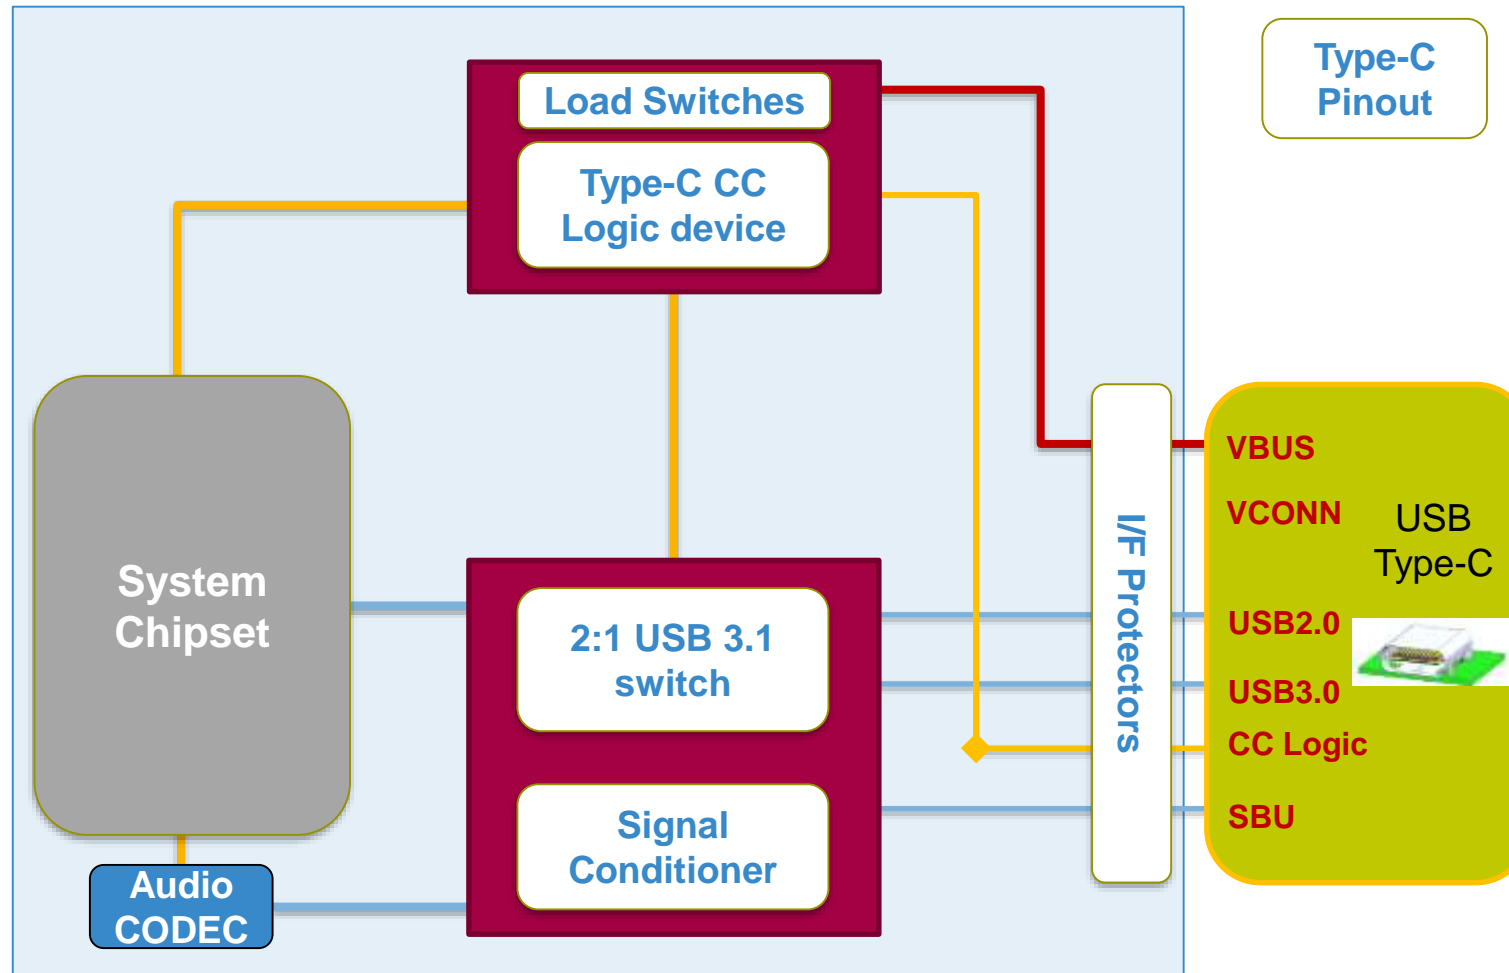 Type-C
Pinout
Load Switches
Type-C CC
Logic device
System
Chipset
2:1 USB 3.1
switch
Signal
Conditioner
Audio
CODEC
I/F Protectors
VBUS
VCONN
USB
Type-C
USB2.0
USB3.0
CC Logic
SBU